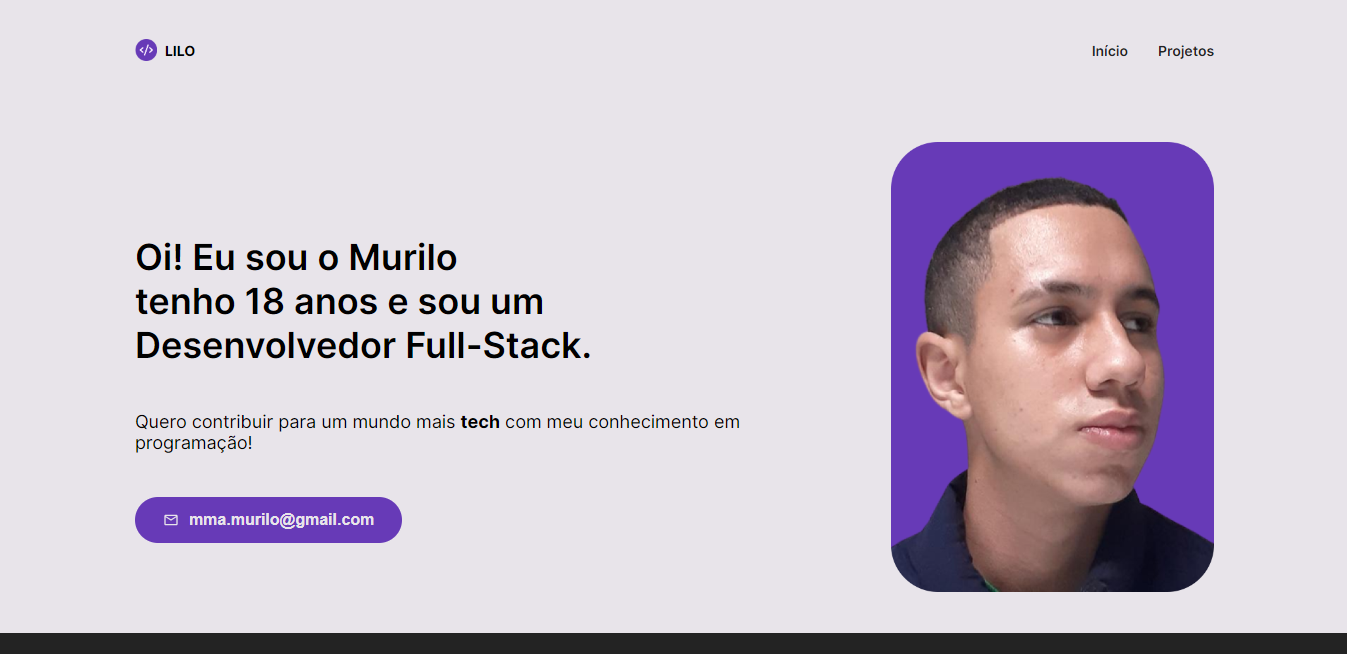 LILO
Início Projetos
Oi! Eu sou o Murilo
tenho 18 anos e sou um
Desenvolvedor Full-Stack.
Quero contribuir para um mundo mais tech com meu conhecimento em
programação!
mma.murilo@gmail.com